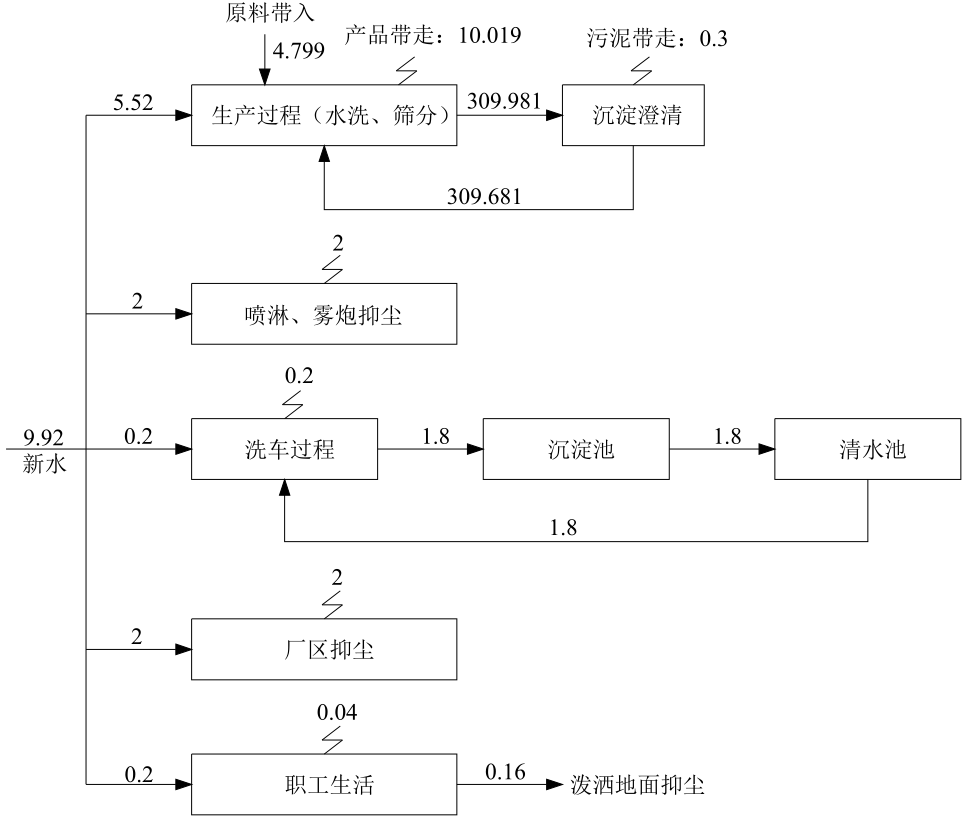 原料带入
4.799
产品带走：10.019
污泥带走：0.3
5.52
生产过程（水洗、筛分）
309.981
沉淀澄清
309.681
2
2
喷淋、雾炮抑尘
0.2
9.92
新水
0.2
洗车过程
1.8
沉淀池
1.8
清水池
1.8
2
2
厂区抑尘
0.04
0.2
职工生活
0.16
泼洒地面抑尘